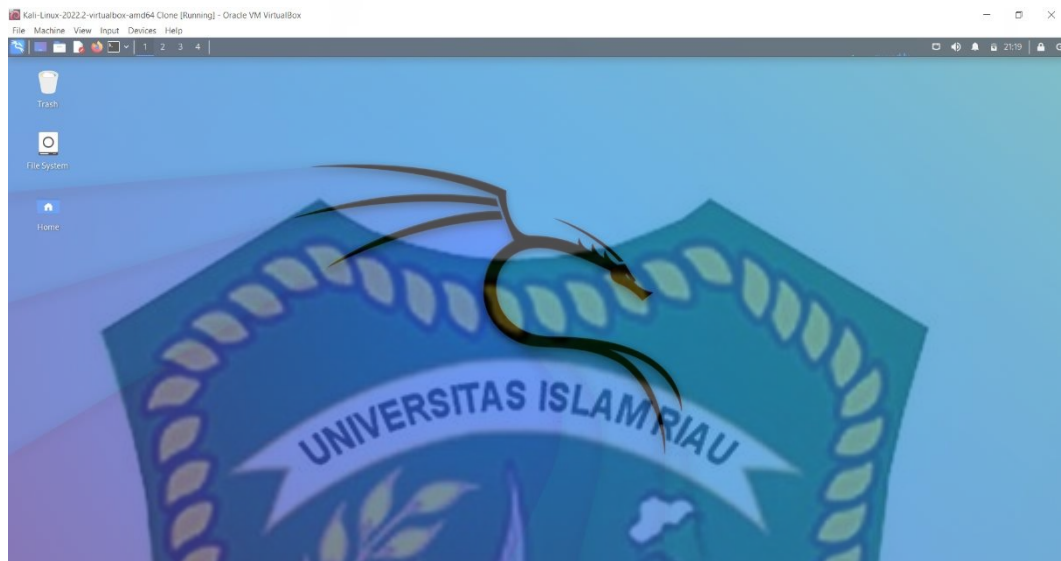 Kali-Linux-2022.2-virtualbox-amd64 Clone [Running] - Oracle VM VirtualBox
File Machine View Input Devices Help
1 2 3 4
21:19
Trash
File System
Home
UNIVERSITAS ISLAM RIAU